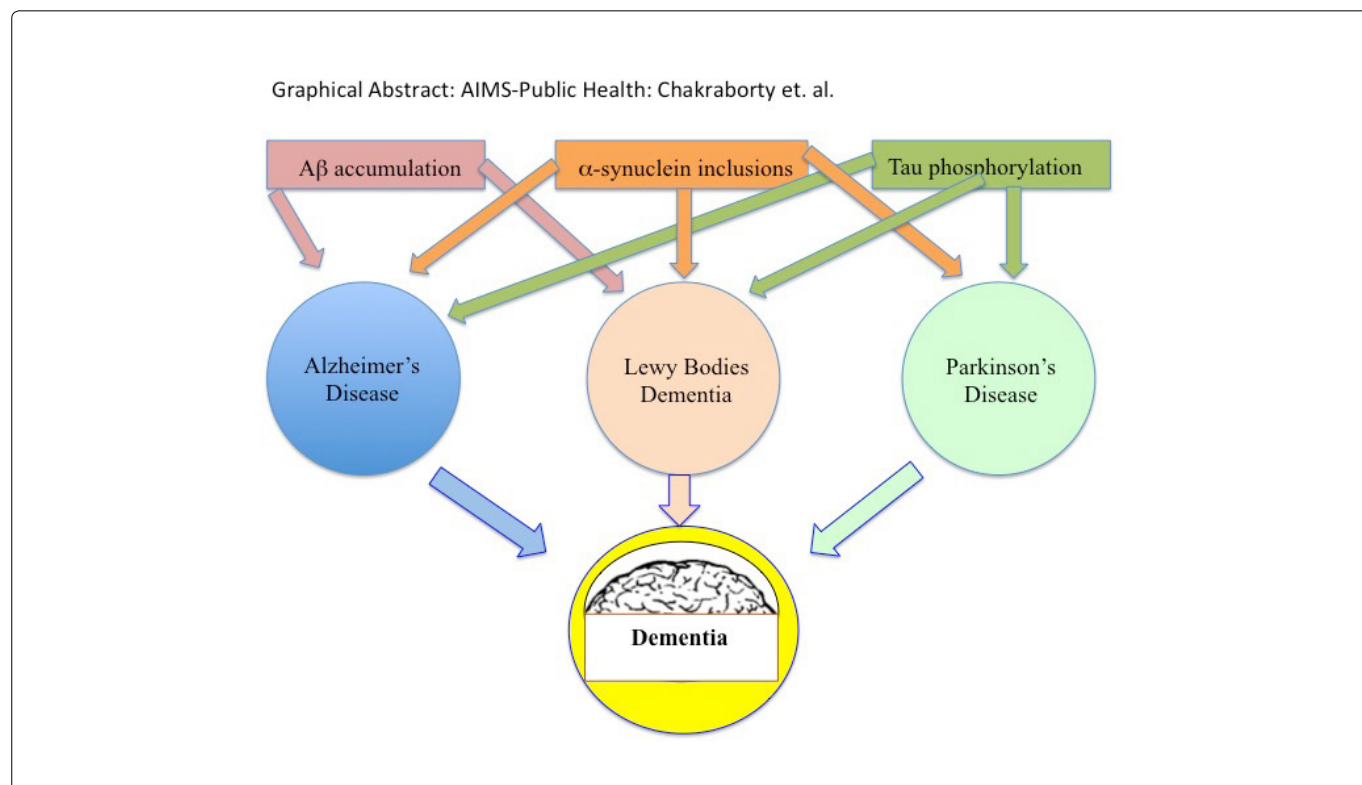 Graphical Abstract: AIMS-Public Health: Chakraborty et. al.
Aβ accumulation
α-synuclein inclusions
Tau phosphorylation
Alzheimer’s
Disease
Lewy Bodies
Dementia
Parkinson’s
Disease
Dementia